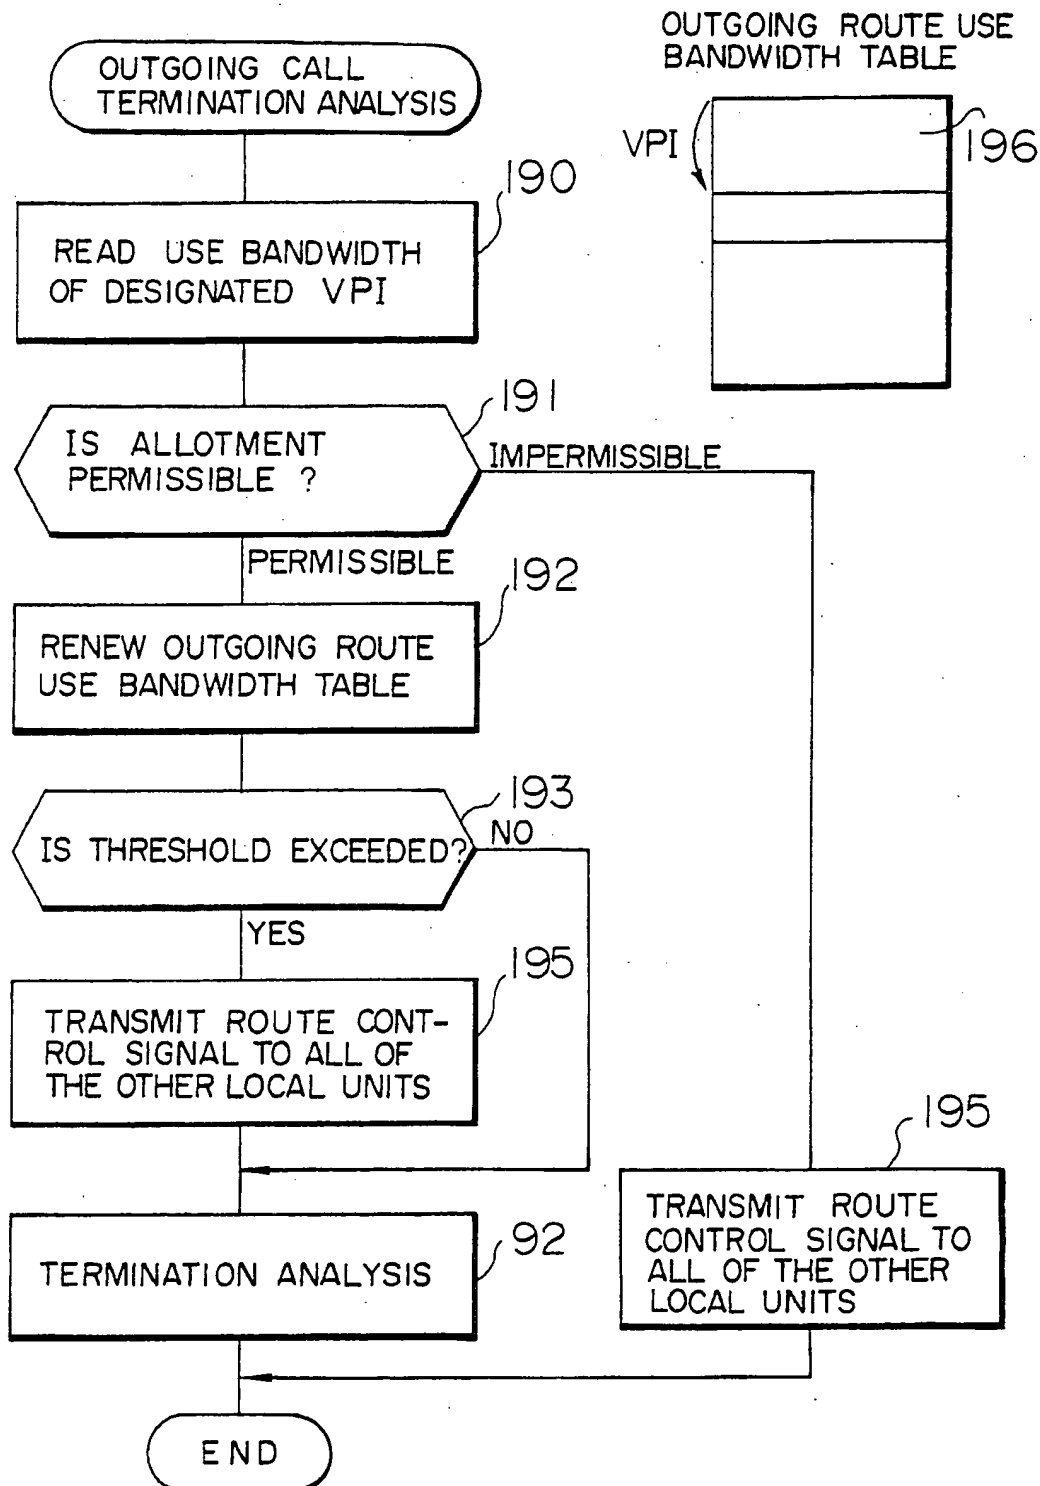 OUTGOING CALL
TERMINATION ANALYSIS
OUTGOING ROUTE USE
BANDWIDTH TABLE
VPI
196
190
READ USE BANDWIDTH
OF DESIGNATED VPI
191
IS ALLOTMENT
PERMISSIBLE ?
IMPERMISSIBLE
PERMISSIBLE
192
RENEW OUTGOING ROUTE
USE BANDWIDTH TABLE
193
IS THRESHOLD EXCEEDED?
NO
YES
195
TRANSMIT ROUTE CONT-
ROL SIGNAL TO ALL OF
THE OTHER LOCAL UNITS
195
TRANSMIT ROUTE
CONTROL SIGNAL TO
ALL OF THE OTHER
LOCAL UNITS
92
TERMINATION ANALYSIS
END